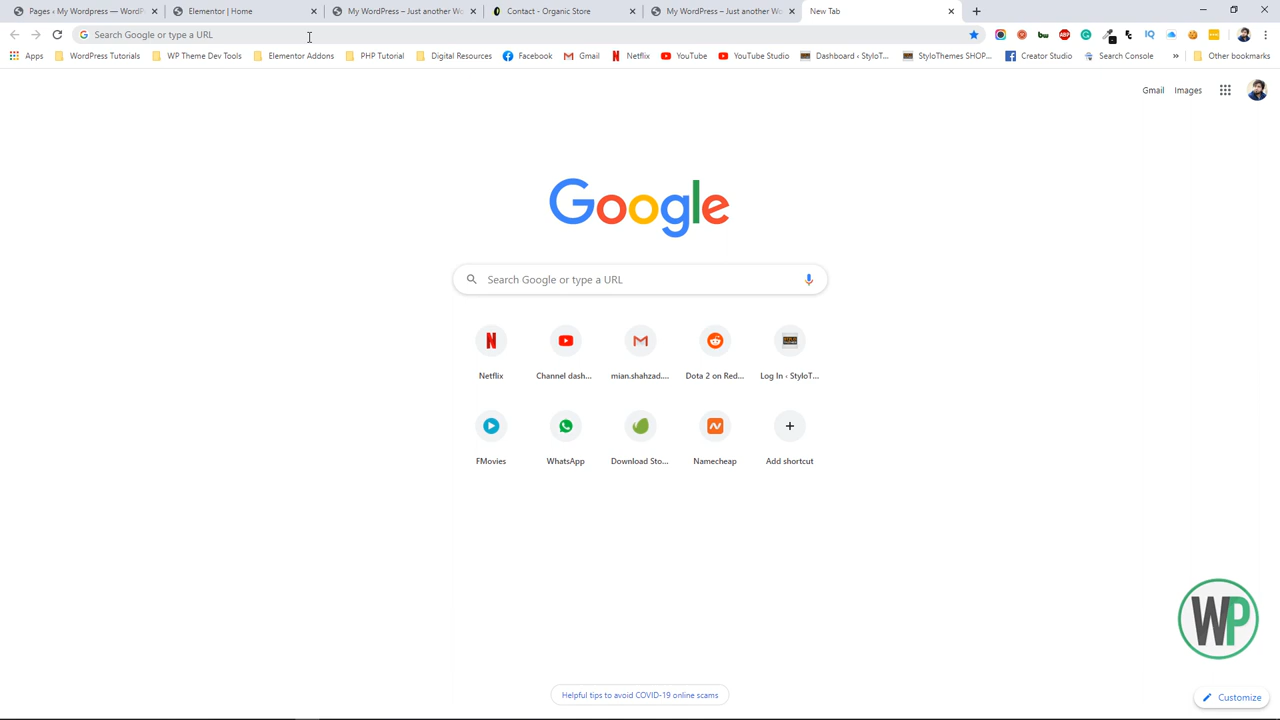 Pages ‹ My Wordpress — WordP
Elementor | Home
My WordPress – Just another Wo
Contact - Organic Store
My WordPress – Just another Wo
New Tab
Search Google or type a URL
Apps
WordPress Tutorials
WP Theme Dev Tools
Elementor Addons
PHP Tutorial
Digital Resources
Facebook
Gmail
Netflix
YouTube
YouTube Studio
Dashboard ‹ StyloT...
StyloThemes SHOP...
Creator Studio
Search Console
»
Other bookmarks
Gmail
Images
Google
Search Google or type a URL
Netflix
Channel dash...
mian.shahzad....
Dota 2 on Red...
Log In ‹ StyloT...
FMovies
WhatsApp
Download Sto...
Namecheap
Add shortcut
WP
Helpful tips to avoid COVID-19 online scams
Customize